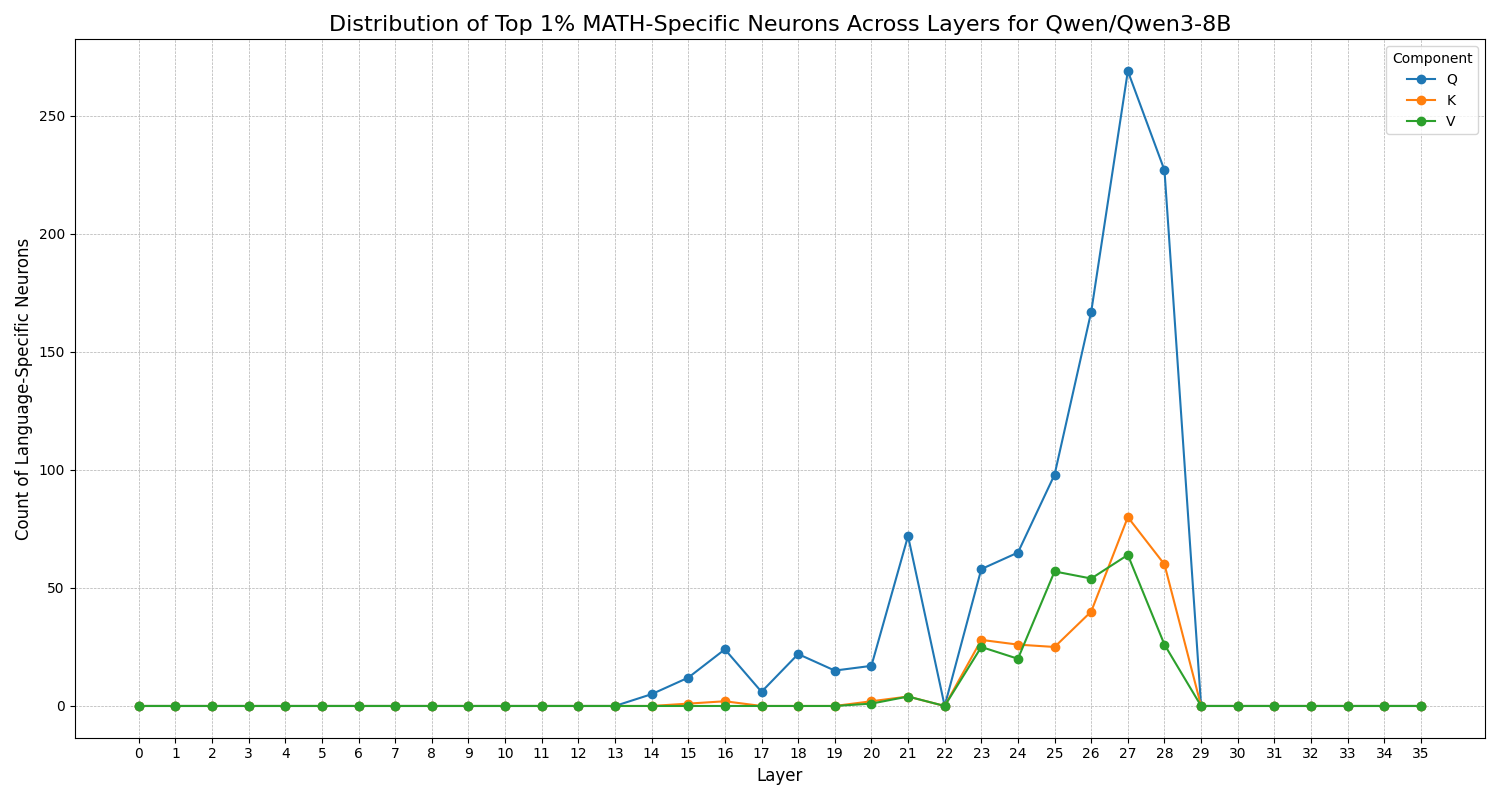 Distribution of Top 1% MATH-Specific Neurons Across Layers for Qwen/Qwen3-8B
Component
Q
K
V
Count of Language-Specific Neurons
250
200
150
100
50
0
0 1 2 3 4 5 6 7 8 9 10 11 12 13 14 15 16 17 18 19 20 21 22 23 24 25 26 27 28 29 30 31 32 33 34 35
Layer